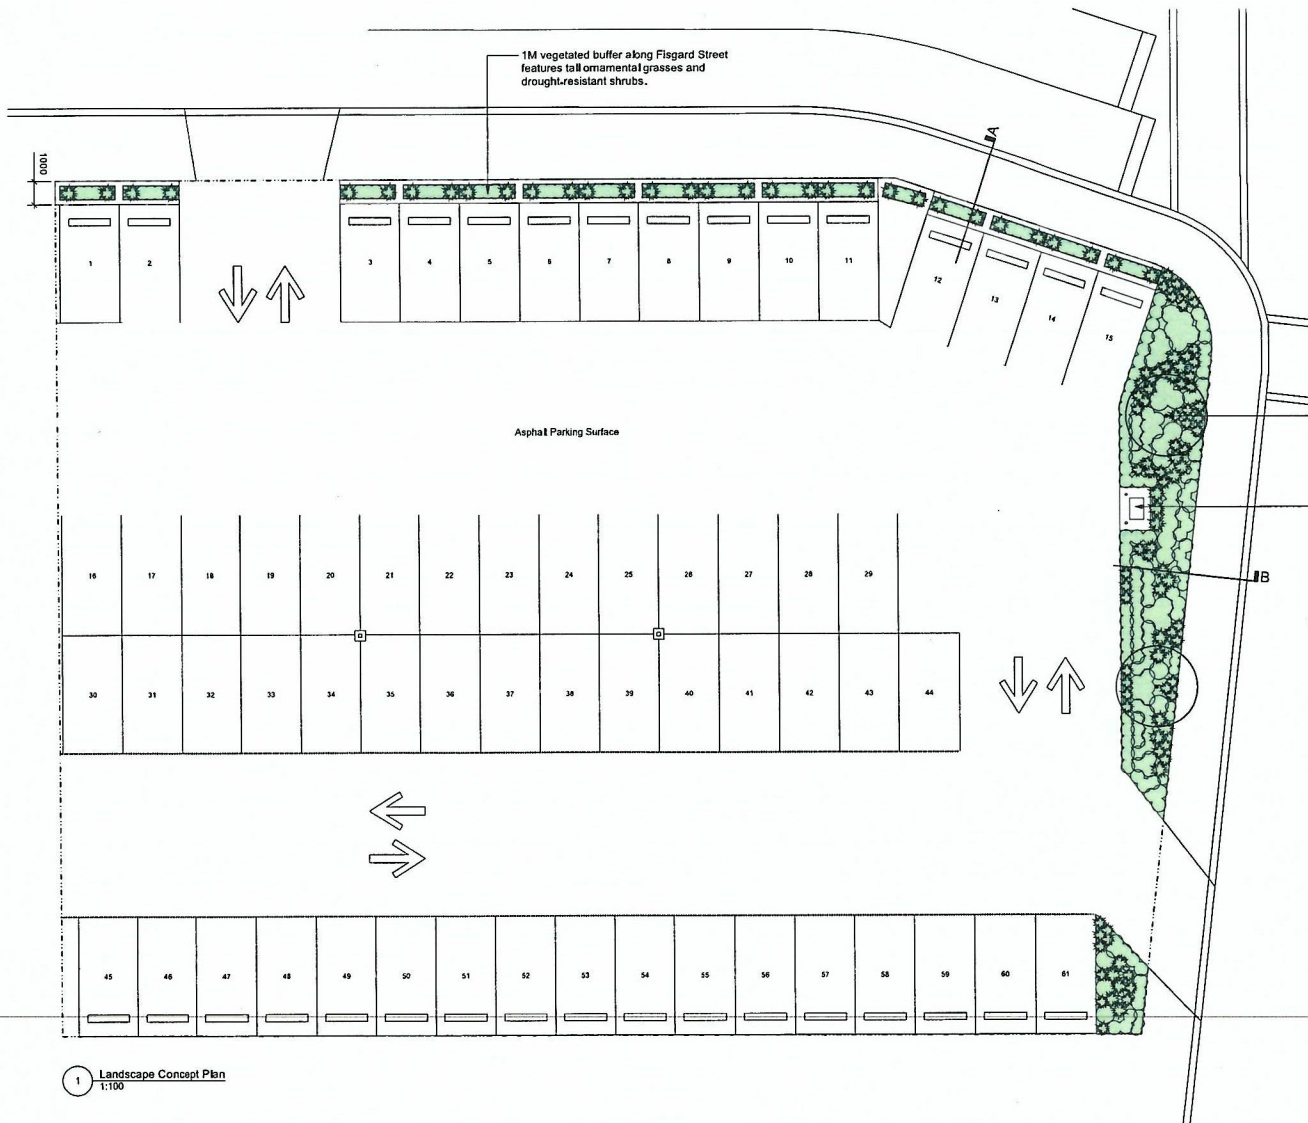 1M vegetated buffer along Fisgard Street
features tall ornamental grasses and
drought-resistant shrubs.
A
1000
1 2 3 4 5 6 7 8 9 10 11
12
13
14
15
Asphalt Parking Surface
16 17 18 19 20 21 22 23 24 25 26 27 28 29
B
30 31 32 33 34 35 36 37 38 39 40 41 42 43 44
45 46 47 48 49 50 51 52 53 54 55 56 57 58 59 60 61
1 Landscape Concept Plan
1:100